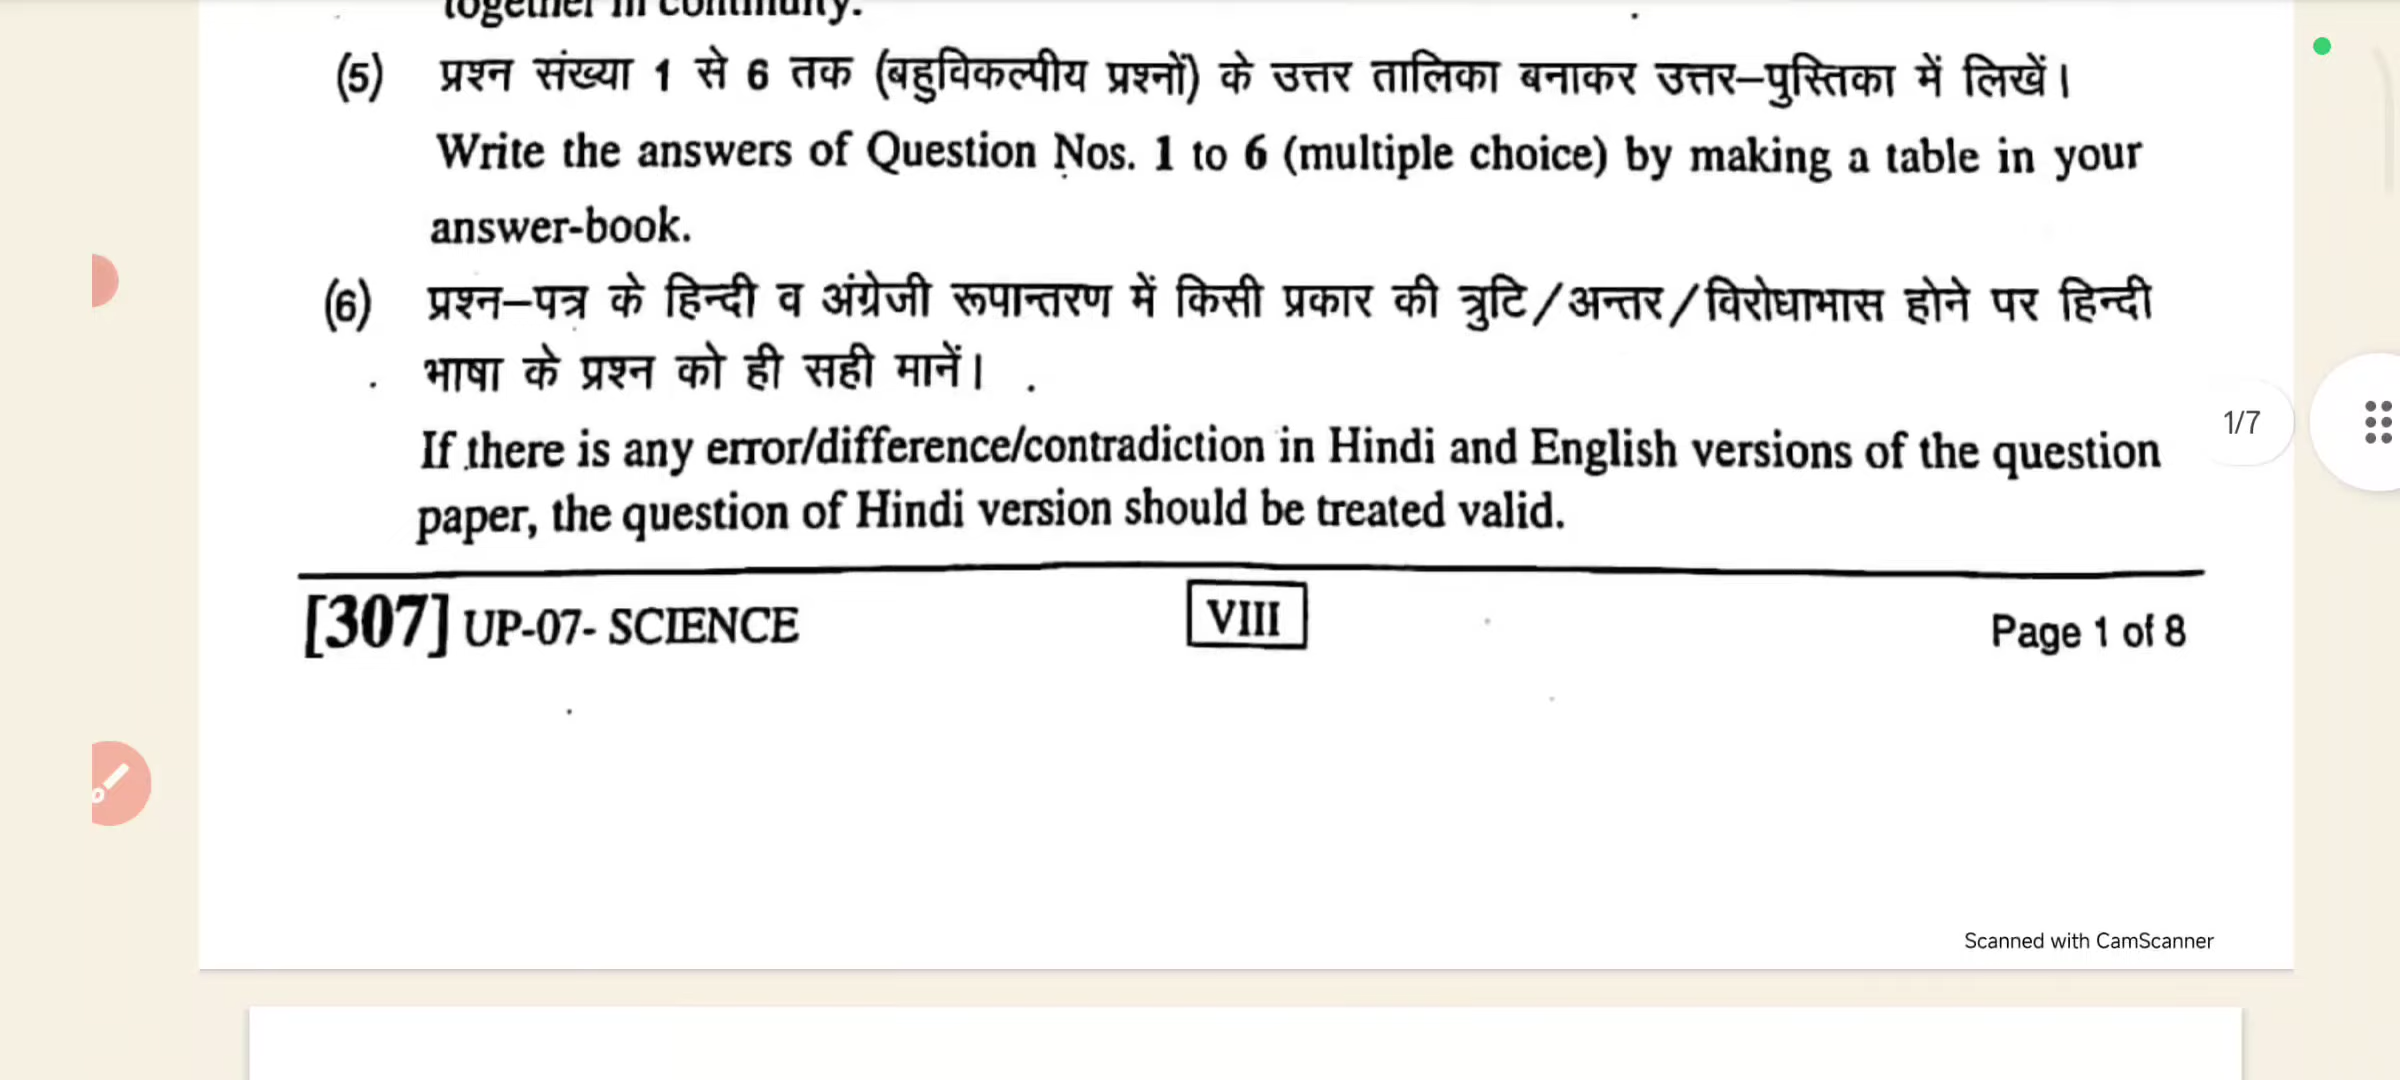 together in continuity.
(5) प्रश्न संख्या 1 से 6 तक (बहुविकल्पीय प्रश्नों) के उत्तर तालिका बनाकर उत्तर–पुस्तिका में लिखें।
Write the answers of Question Nos. 1 to 6 (multiple choice) by making a table in your
answer-book.
(6) प्रश्न–पत्र के हिन्दी व अंग्रेजी रूपान्तरण में किसी प्रकार की त्रुटि/अन्तर/विरोधाभास होने पर हिन्दी
भाषा के प्रश्न को ही सही मानें।
1/7
If there is any error/difference/contradiction in Hindi and English versions of the question
paper, the question of Hindi version should be treated valid.
[307] UP-07- SCIENCE VIII Page 1 of 8
Scanned with CamScanner